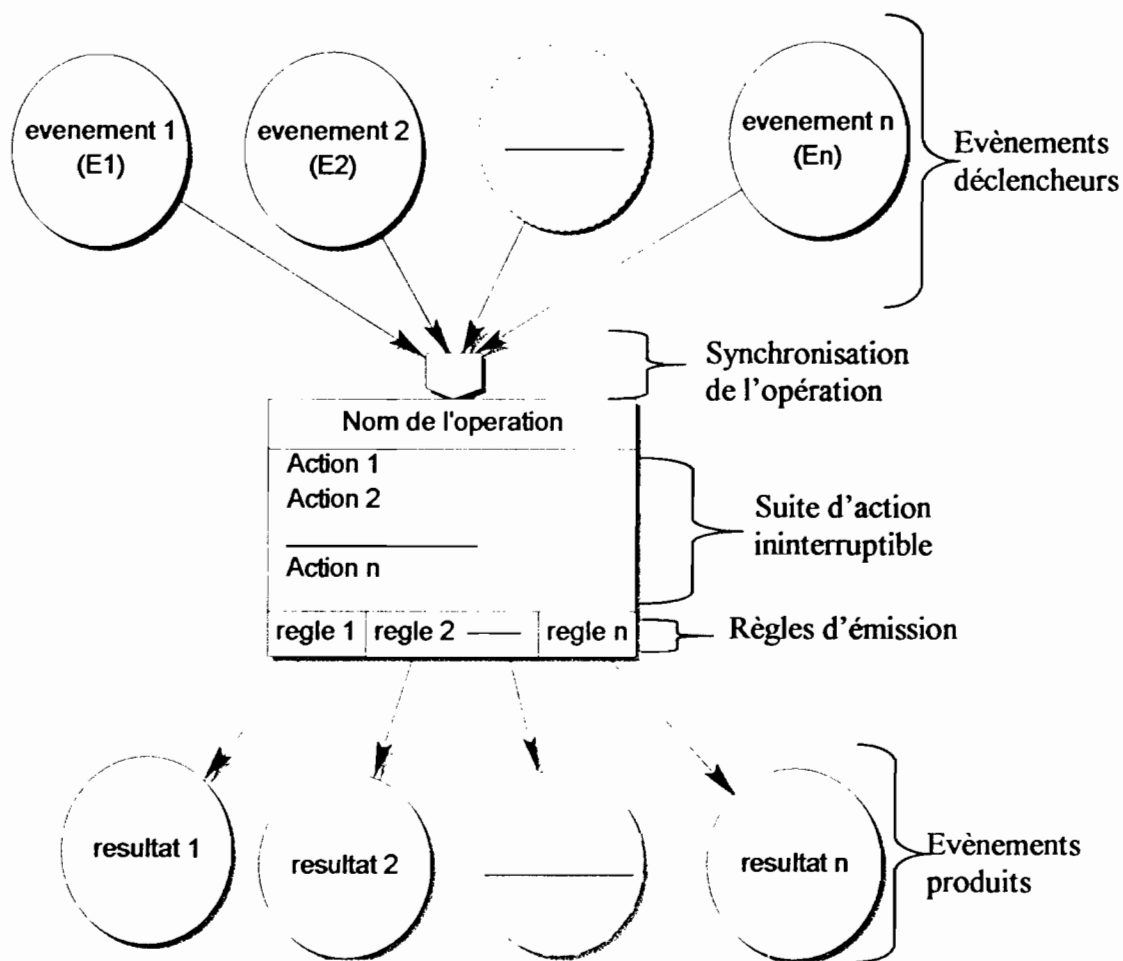 evenement 1
(E1)
evenement 2
(E2)
evenement n
(En)
Evènements
déclencheurs
Synchronisation
de l'opération
Nom de l'operation
Action 1
Action 2
Action n
Suite d'action
ininterruptible
regle 1
regle 2
regle n
Règles d'émission
resultat 1
resultat 2
resultat n
Evènements
produits